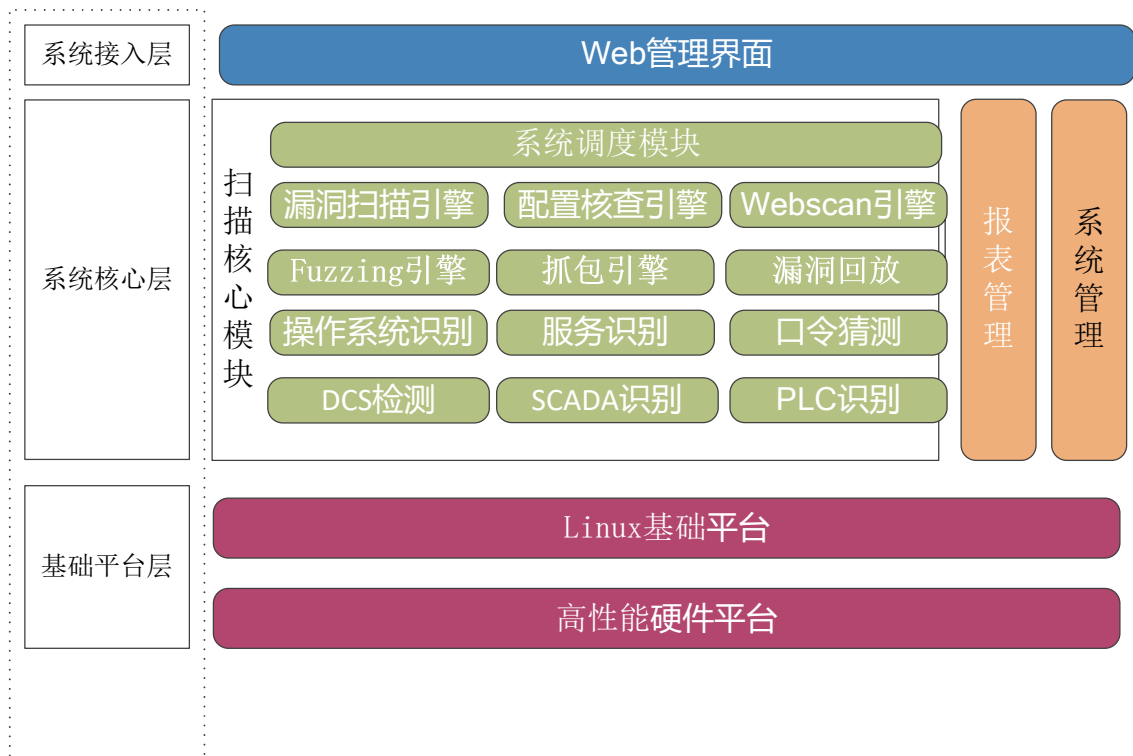 系统接入层
Web管理界面
系统核心层
扫描核心模块
系统调度模块
漏洞扫描引擎
配置核查引擎
Webscan引擎
Fuzzing引擎
抓包引擎
漏洞回放
操作系统识别
服务识别
口令猜测
DCS检测
SCADA识别
PLC识别
报表管理
系统管理
基础平台层
Linux基础平台
高性能硬件平台